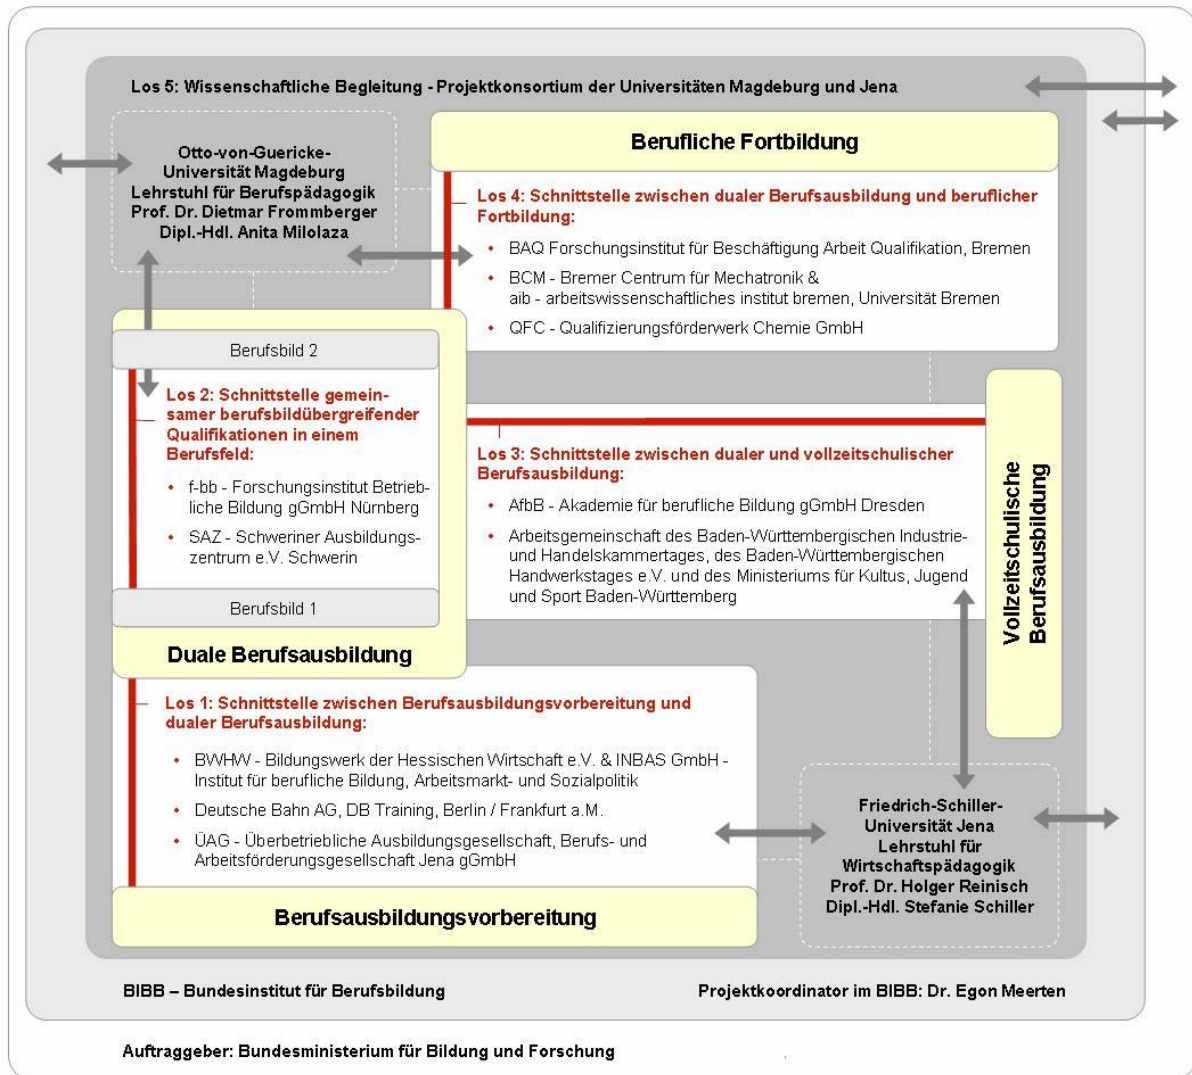 Los 5: Wissenschaftliche Begleitung - Projektkonsortium der Universitäten Magdeburg und Jena
Otto-von-Guericke-
Universität Magdeburg
Lehrstuhl für Berufspädagogik
Prof. Dr. Dietmar Frommberger
Dipl.-Hdl. Anita Milolaza
Berufliche Fortbildung
Los 4: Schnittstelle zwischen dualer Berufsausbildung und beruflicher
Fortbildung:
• BAQ Forschungsinstitut für Beschäftigung Arbeit Qualifikation, Bremen
• BCM - Bremer Centrum für Mechatronik &
aib - arbeitswissenschaftliches institut bremen, Universität Bremen
• QFC - Qualifizierungsförderwerk Chemie GmbH
Berufsbild 2
Los 2: Schnittstelle gemein-
samer berufsbildübergreifender
Qualifikationen in einem
Berufsfeld:
• f-bb - Forschungsinstitut Betrieb-
liche Bildung gGmbH Nürnberg
• SAZ - Schweriner Ausbildungs-
zentrum e.V. Schwerin
Berufsbild 1
Duale Berufsausbildung
Los 3: Schnittstelle zwischen dualer und vollzeitschulischer
Berufsausbildung:
• AfbB - Akademie für berufliche Bildung gGmbH Dresden
• Arbeitsgemeinschaft des Baden-Württembergischen Industrie-
und Handelskammertages, des Baden-Württembergischen
Handwerkstages e.V. und des Ministeriums für Kultus, Jugend
und Sport Baden-Württemberg
Vollzeitschulische
Berufsausbildung
Los 1: Schnittstelle zwischen Berufsausbildungsvorbereitung und
dualer Berufsausbildung:
• BWHW - Bildungswerk der Hessischen Wirtschaft e.V. & INBAS GmbH -
Institut für berufliche Bildung, Arbeitsmarkt- und Sozialpolitik
• Deutsche Bahn AG, DB Training, Berlin / Frankfurt a.M.
• ÜAG - Überbetriebliche Ausbildungsgesellschaft, Berufs- und
Arbeitsförderungsgesellschaft Jena gGmbH
Berufsausbildungsvorbereitung
Friedrich-Schiller-
Universität Jena
Lehrstuhl für
Wirtschaftspädagogik
Prof. Dr. Holger Reinisch
Dipl.-Hdl. Stefanie Schiller
BIBB – Bundesinstitut für Berufsbildung
Projektkoordinator im BIBB: Dr. Egon Meerten
Auftraggeber: Bundesministerium für Bildung und Forschung